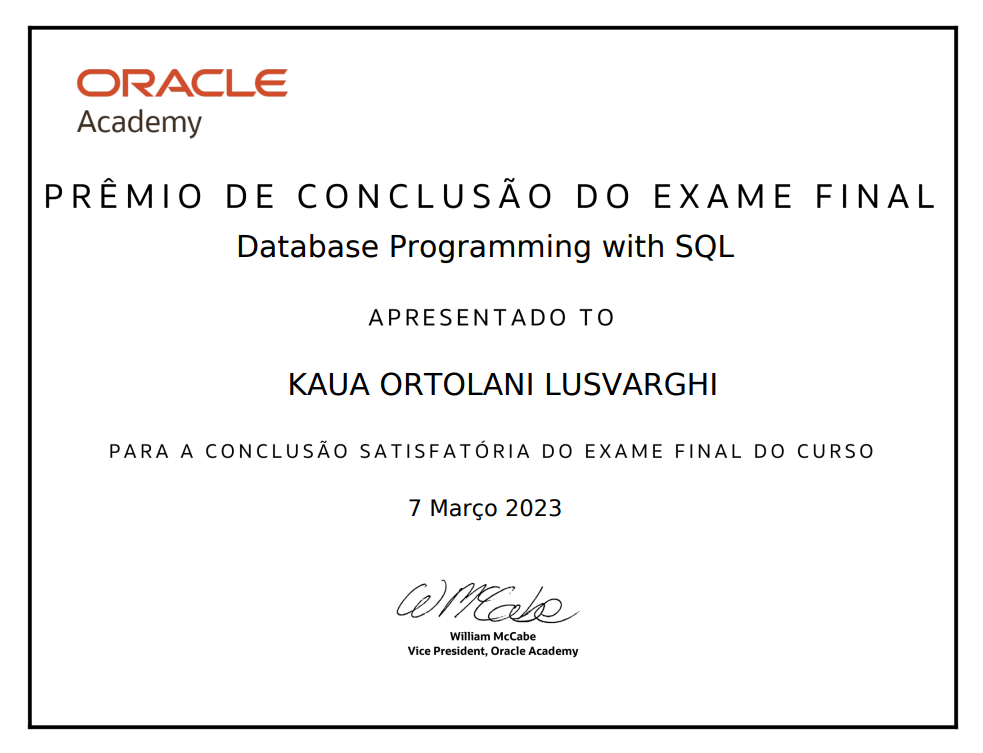 ORACLE
Academy
PRÊMIO DE CONCLUSÃO DO EXAME FINAL
Database Programming with SQL
APRESENTADO TO
KAUA ORTOLANI LUSVARGHI
PARA A CONCLUSÃO SATISFATÓRIA DO EXAME FINAL DO CURSO
7 Março 2023
W McCabe
William McCabe
Vice President, Oracle Academy